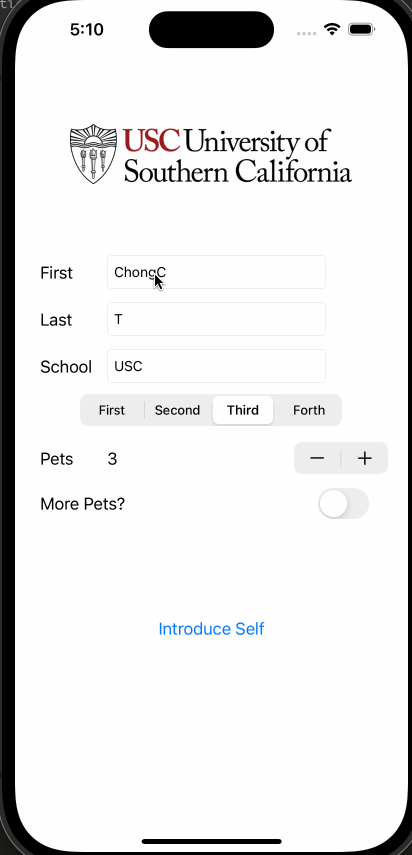 5:10
USC University of
Southern California
First ChongC
Last T
School USC
First Second Third Forth
Pets 3
More Pets?
Introduce Self